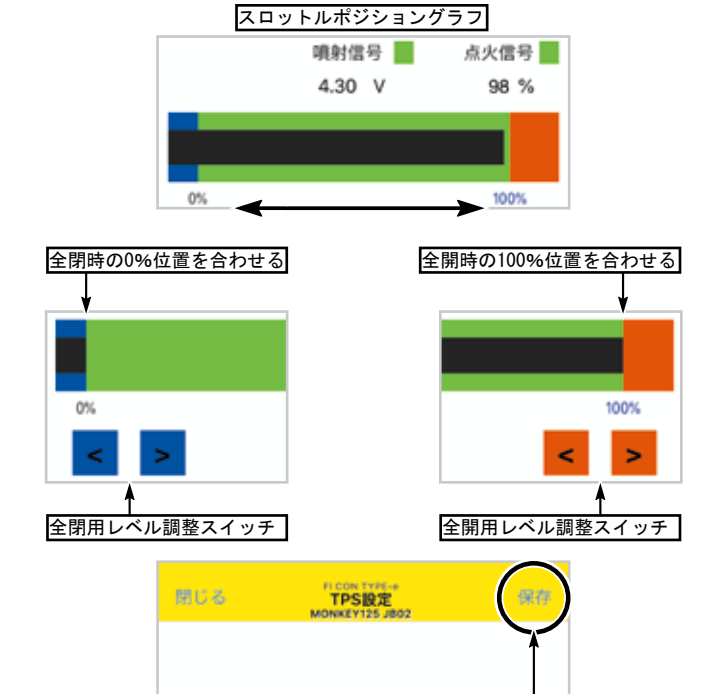 スロットルポジショングラフ
噴射信号 点火信号
4.30 V 98 %
0% 100%
全閉時の0%位置を合わせる 全開時の100%位置を合わせる
0% 100%
< > < >
全閉用レベル調整スイッチ 全開用レベル調整スイッチ
FI CON TYPE-e
閉じる TPS設定 保存
MONKEY125 JB02